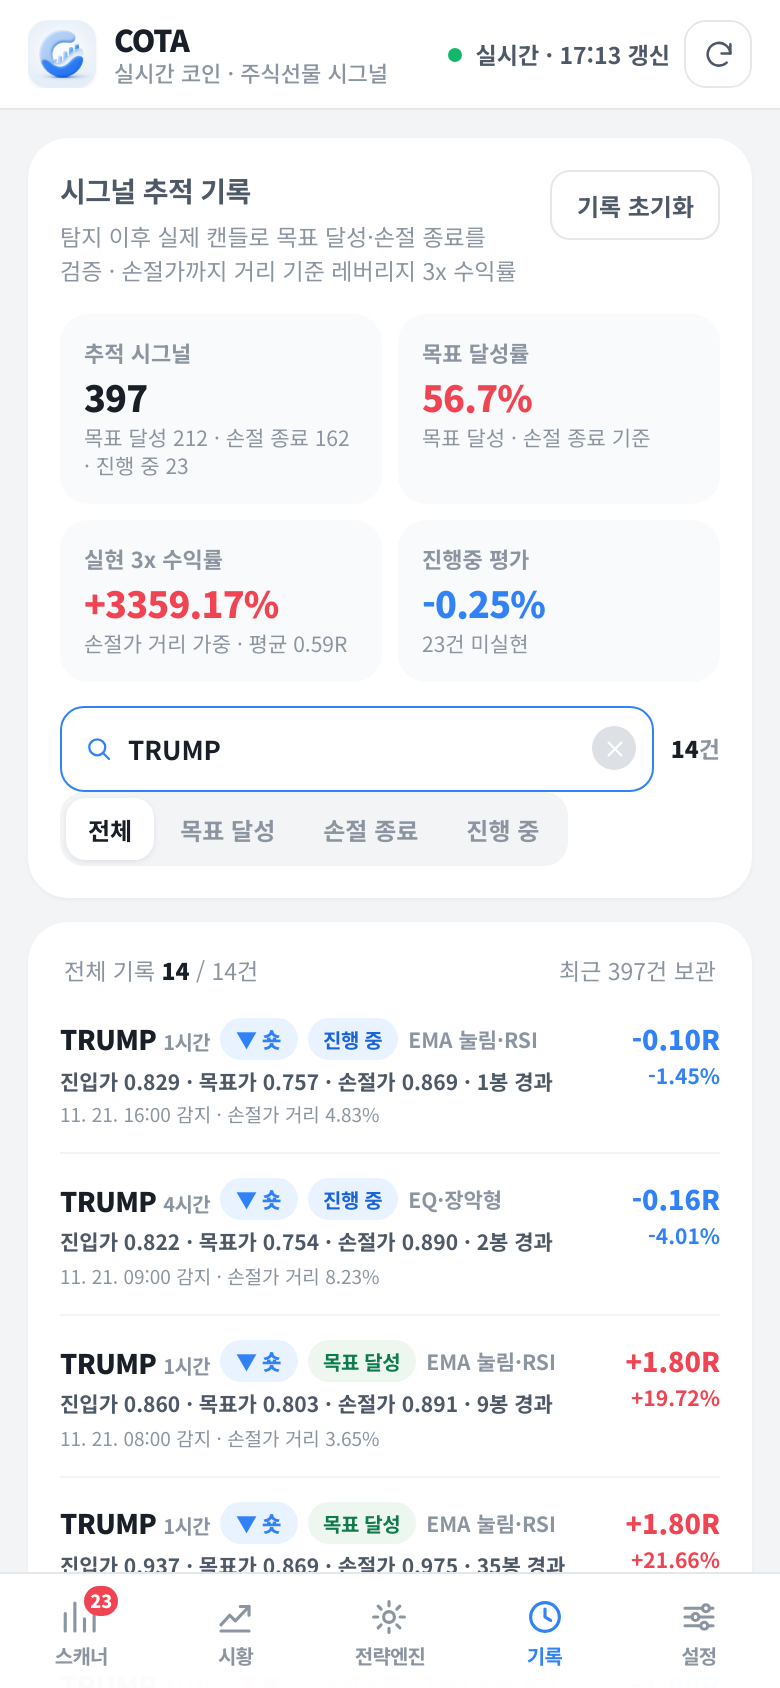 COTA
실시간 코인 · 주식선물 시그널
실시간 · 17:13 갱신
시그널 추적 기록
기록 초기화
탐지 이후 실제 캔들로 목표 달성·손절 종료를
검증 · 손절가까지 거리 기준 레버리지 3x 수익률
추적 시그널
397
목표 달성 212 · 손절 종료 162
· 진행 중 23
목표 달성률
56.7%
목표 달성 · 손절 종료 기준
실현 3x 수익률
+3359.17%
손절가 거리 가중 · 평균 0.59R
진행중 평가
-0.25%
23건 미실현
TRUMP
14건
전체 목표 달성 손절 종료 진행 중
전체 기록 14 / 14건
최근 397건 보관
TRUMP 1시간 ▼ 숏 진행 중 EMA 눌림·RSI
-0.10R
진입가 0.829 · 목표가 0.757 · 손절가 0.869 · 1봉 경과
-1.45%
11. 21. 16:00 감지 · 손절가 거리 4.83%
TRUMP 4시간 ▼ 숏 진행 중 EQ·장악형
-0.16R
진입가 0.822 · 목표가 0.754 · 손절가 0.890 · 2봉 경과
-4.01%
11. 21. 09:00 감지 · 손절가 거리 8.23%
TRUMP 1시간 ▼ 숏 목표 달성 EMA 눌림·RSI
+1.80R
진입가 0.860 · 목표가 0.803 · 손절가 0.891 · 9봉 경과
+19.72%
11. 21. 08:00 감지 · 손절가 거리 3.65%
TRUMP 1시간 ▼ 숏 목표 달성 EMA 눌림·RSI
+1.80R
진입가 0.937 · 목표가 0.869 · 손절가 0.975 · 35봉 경과
+21.66%
23
스캐너 시황 전략엔진 기록 설정